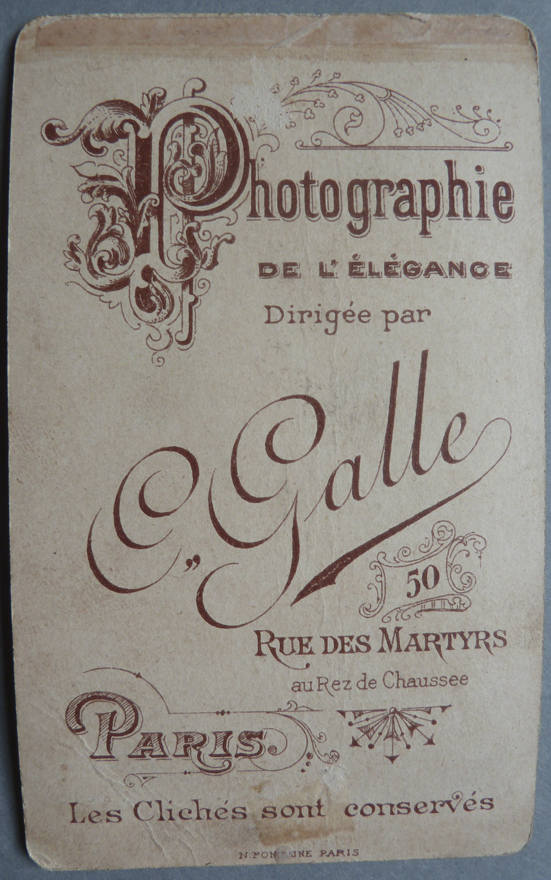 Photographie
DE L'ÉLÉGANCE
Dirigée par
C,, Galle
50
RUE DES MARTYRS
au Rez de Chaussee
PARIS.
Les Clichés sont conservés
PARIS